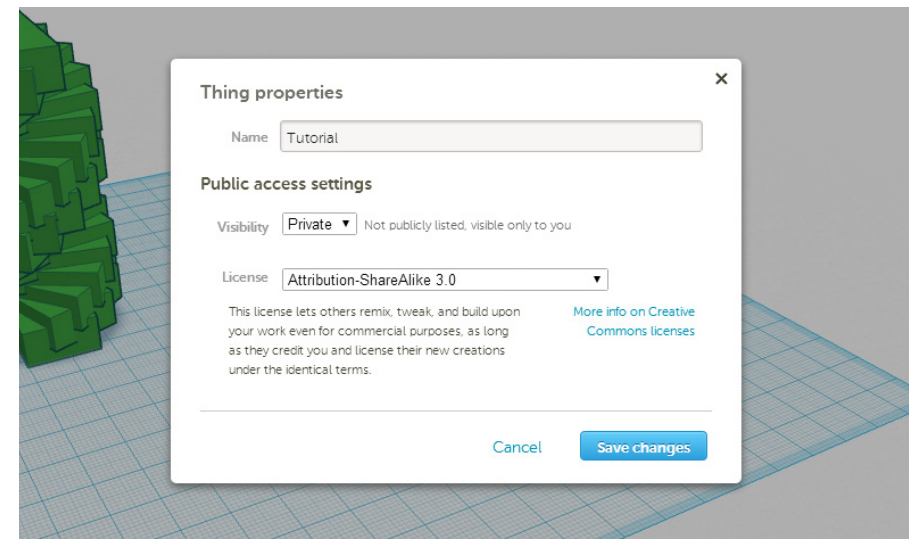 Thing properties ×
Name Tutorial
Public access settings
Visibility Private ▼ Not publicly listed, visible only to you
License Attribution-ShareAlike 3.0 ▼
This license lets others remix, tweak, and build upon
your work even for commercial purposes, as long
as they credit you and license their new creations
under the identical terms.
More info on Creative
Commons licenses
Cancel Save changes